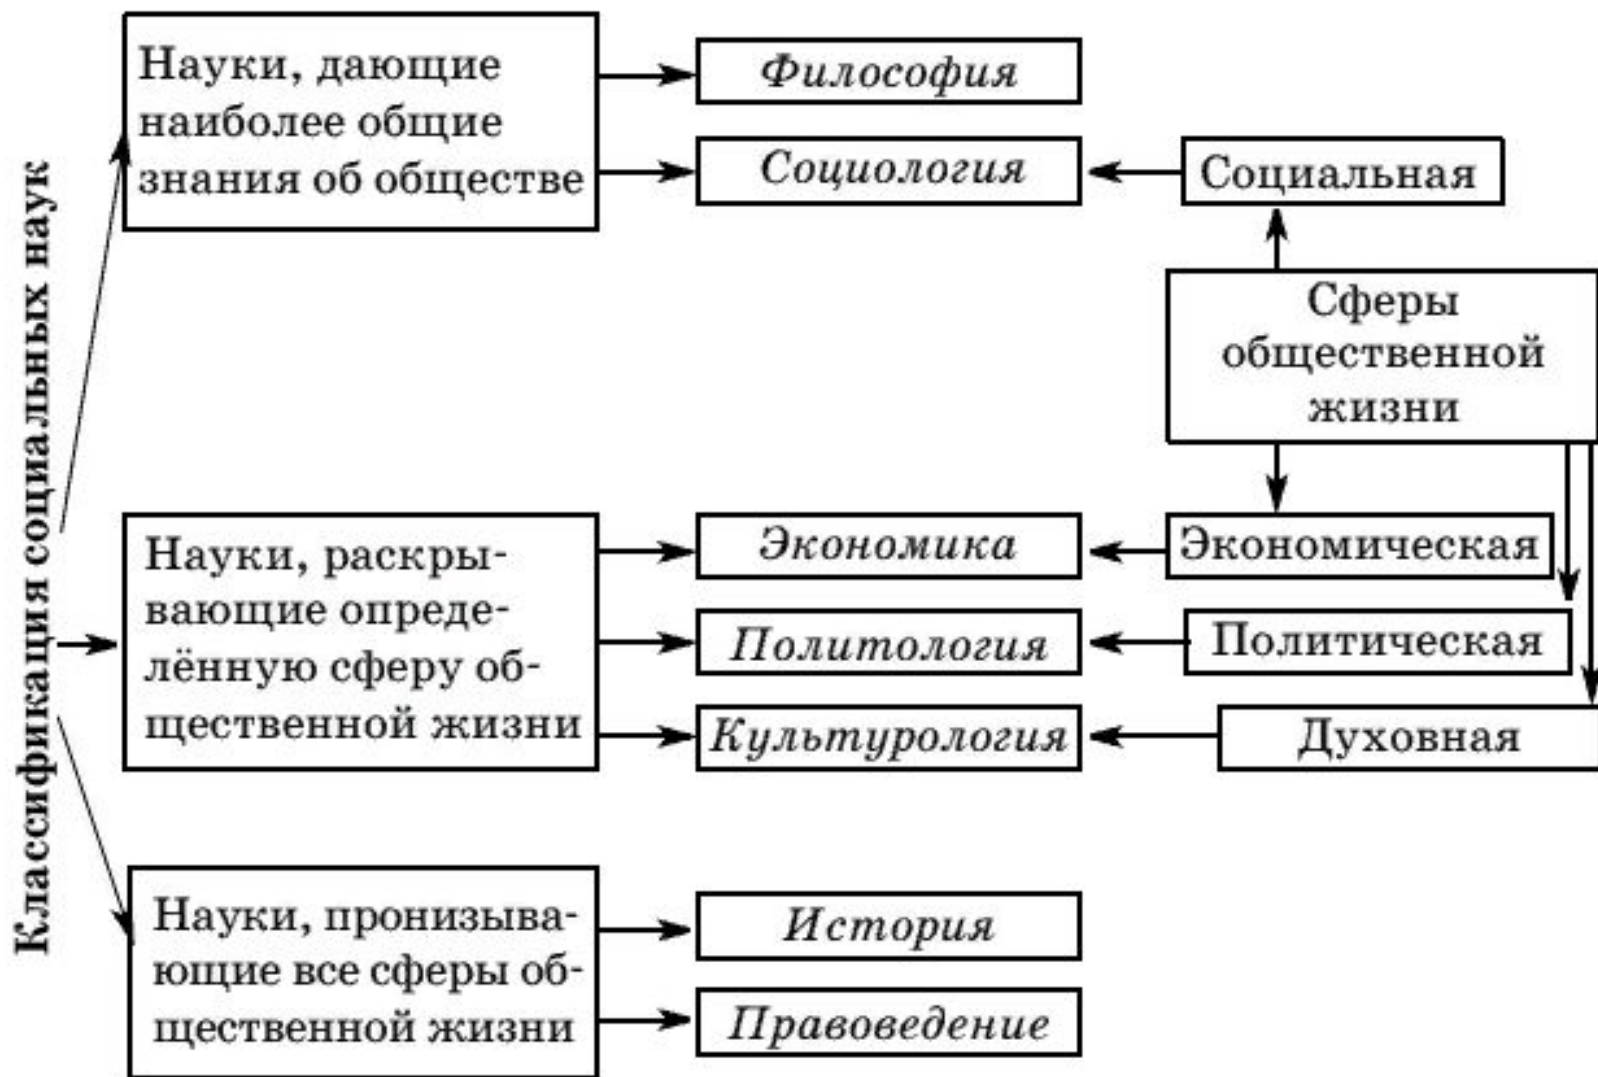 Классификация социальных наук
Науки, дающие
наиболее общие
знания об обществе
Философия
Социология
Социальная
Сферы
общественной
жизни
Науки, раскры-
вающие опреде-
лённую сферу об-
щественной жизни
Экономика
Экономическая
Политология
Политическая
Культурология
Духовная
Науки, пронизыва-
ющие все сферы об-
щественной жизни
История
Правоведение